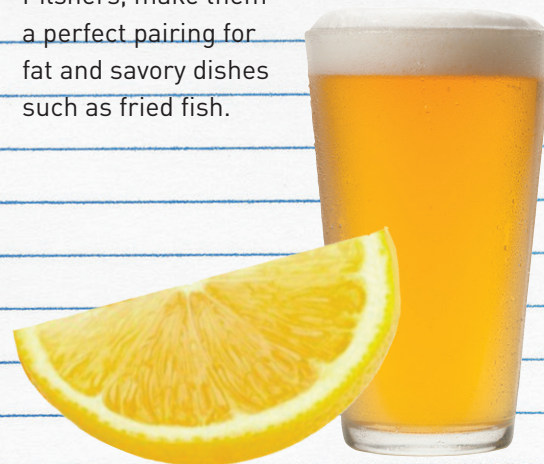 Pilsners, make them
a perfect pairing for
fat and savory dishes
such as fried fish.